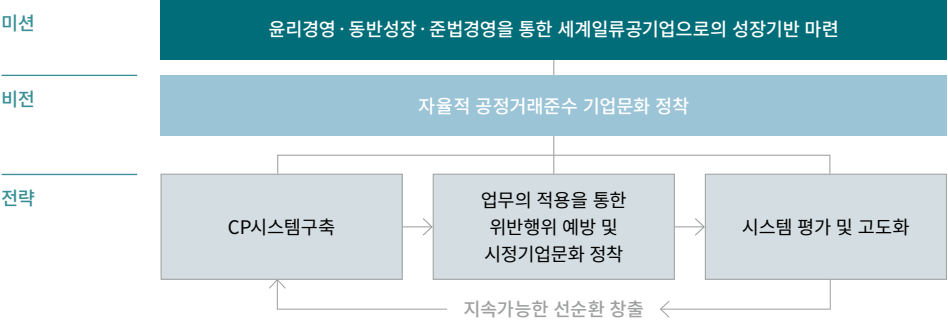 미션
윤리경영·동반성장·준법경영을 통한 세계일류공기업으로의 성장기반 마련
비전
자율적 공정거래준수 기업문화 정착
전략
CP시스템구축
업무의 적용을 통한
위반행위 예방 및
시정기업문화 정착
시스템 평가 및 고도화
지속가능한 선순환 창출